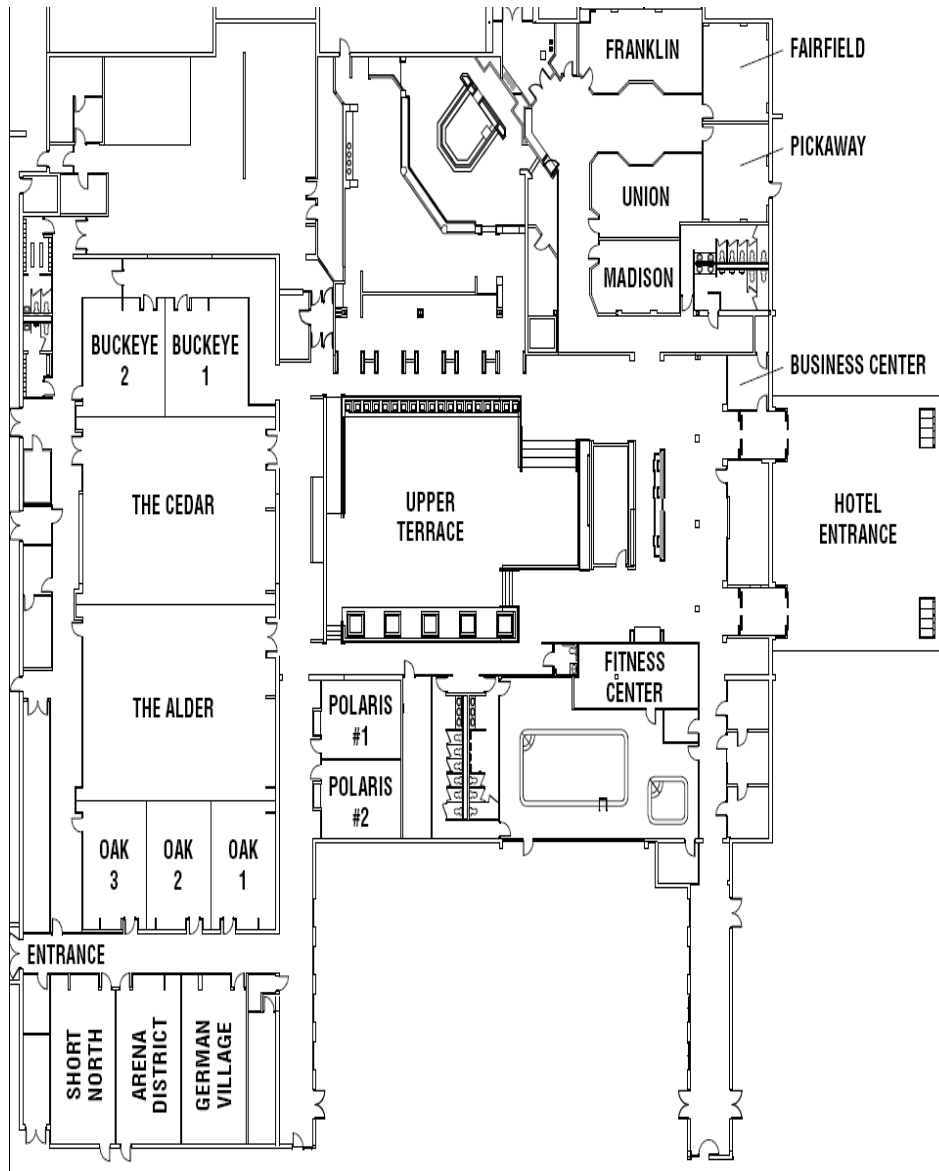 FRANKLIN
FAIRFIELD
PICKAWAY
UNION
MADISON
BUCKEYE
2
BUCKEYE
1
BUSINESS CENTER
THE CEDAR
UPPER
TERRACE
HOTEL
ENTRANCE
THE ALDER
FITNESS
CENTER
POLARIS
#1
POLARIS
#2
OAK
3
OAK
2
OAK
1
ENTRANCE
SHORT
NORTH
ARENA
DISTRICT
GERMAN
VILLAGE